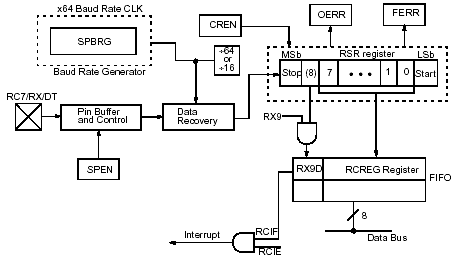 x64 Baud Rate CLK
SPBRG
Baud Rate Generator
÷64
or
÷16
CREN
OERR
FERR
MSb
RSR register
LSb
Stop (8) 7 • • • 1 0 Start
RC7/RX/DT
Pin Buffer
and Control
Data
Recovery
SPEN
RX9
RX9D
RCREG Register
FIFO
8
Data Bus
Interrupt
RCIF
RCIE